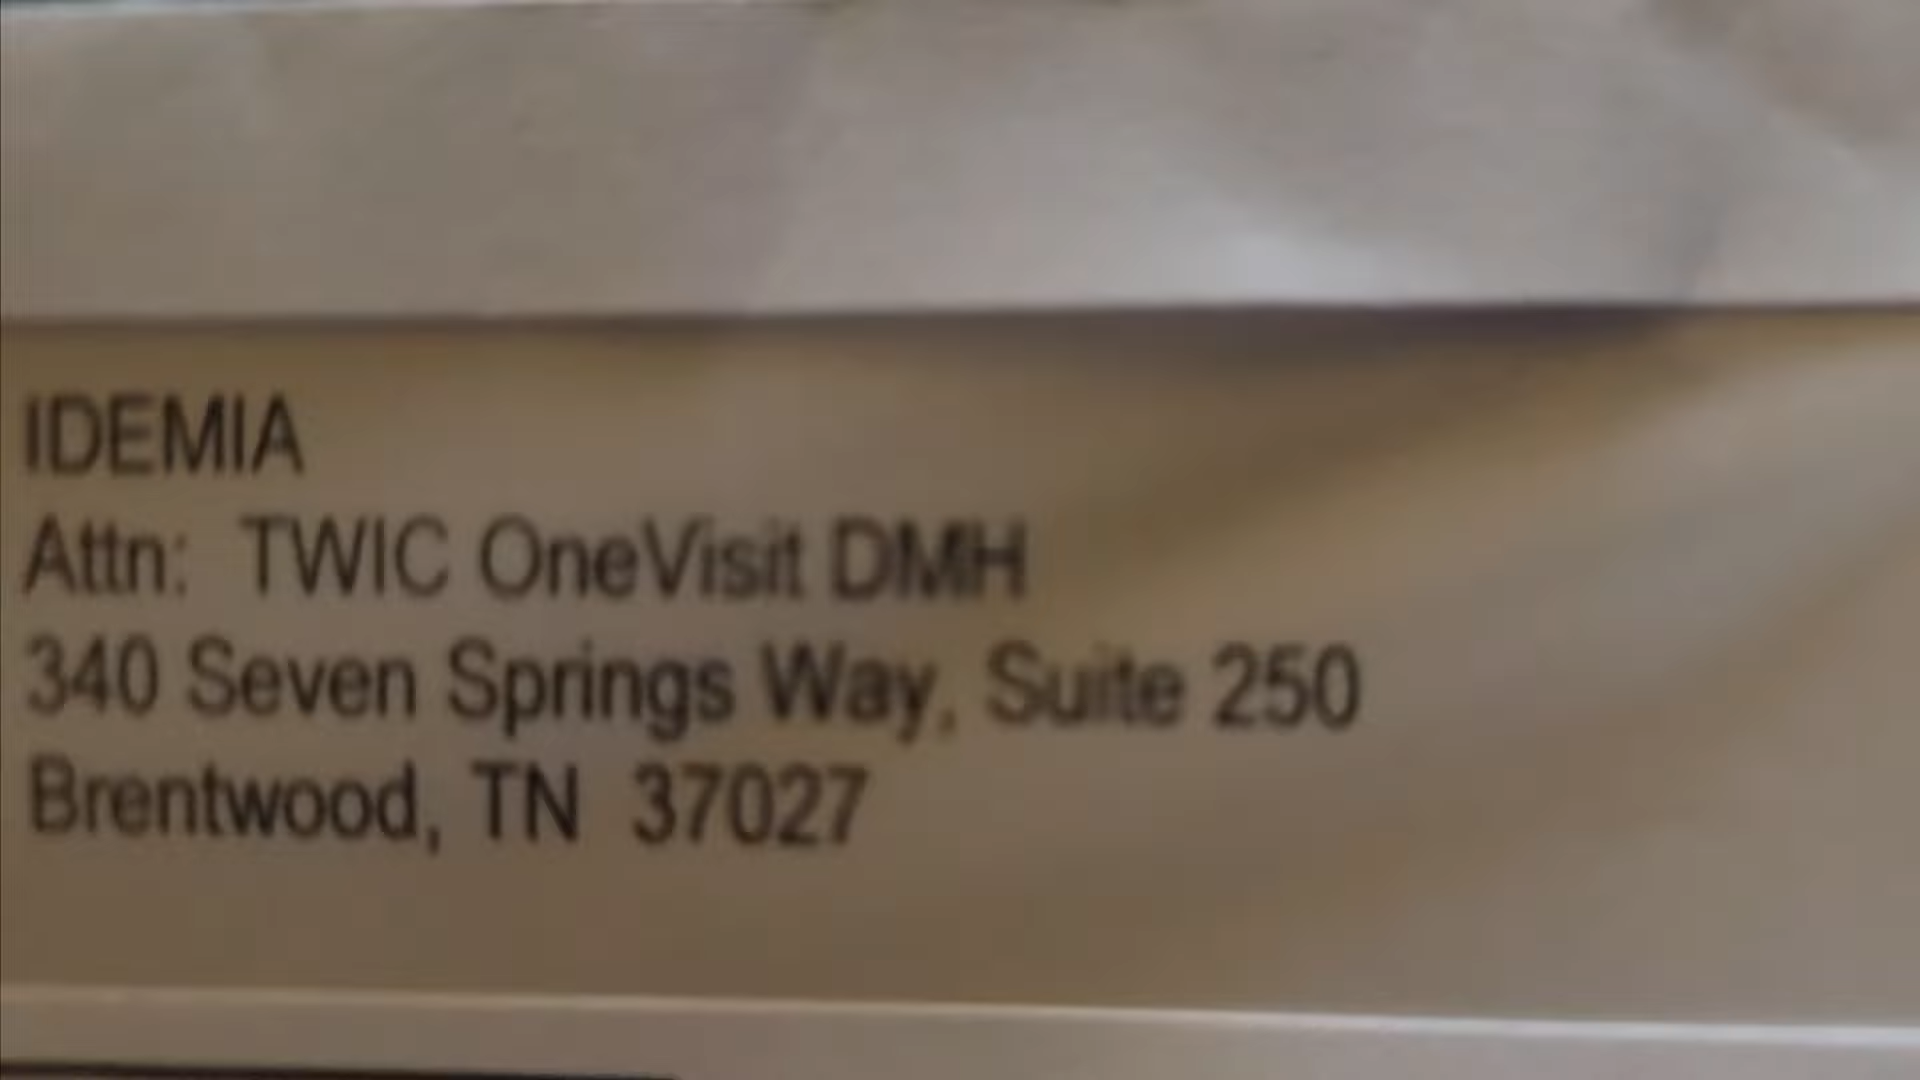 IDEMIA
Attn: TWIC OneVisit DMH
340 Seven Springs Way, Suite 250
Brentwood, TN 37027